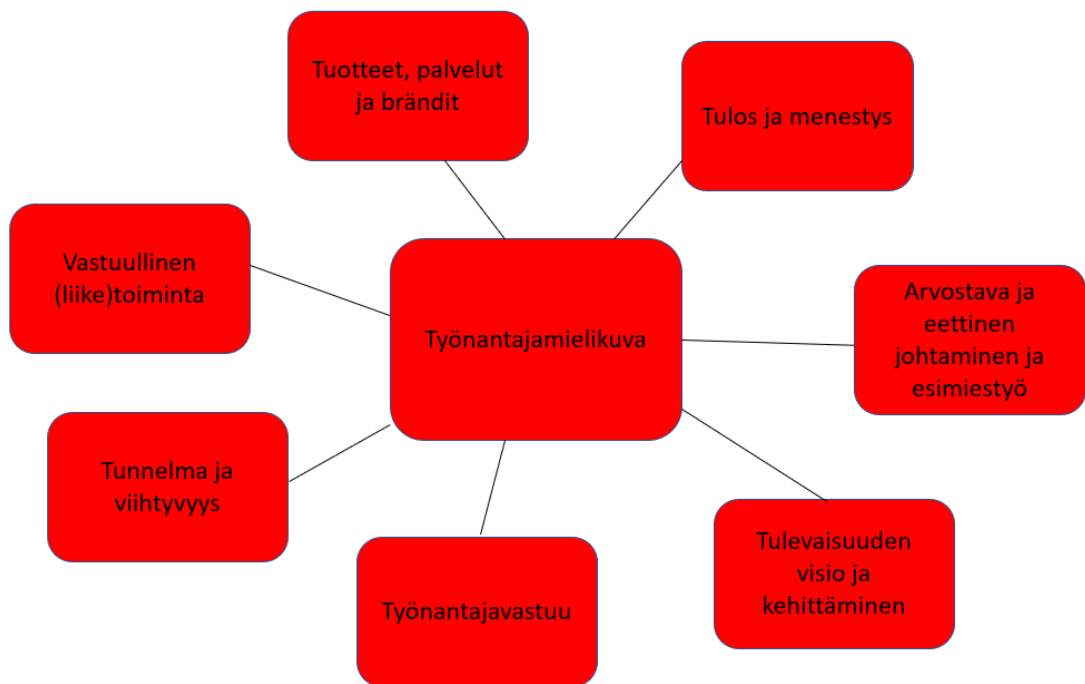 Tuotteet, palvelut
ja brändit
Tulos ja menestys
Vastuullinen
(liike)toiminta
Työnantajamielikuva
Arvostava ja
eettinen
johtaminen ja
esimiestyö
Tunnelma ja
viihtyvyys
Työnantajavastuu
Tulevaisuuden
visio ja
kehittäminen